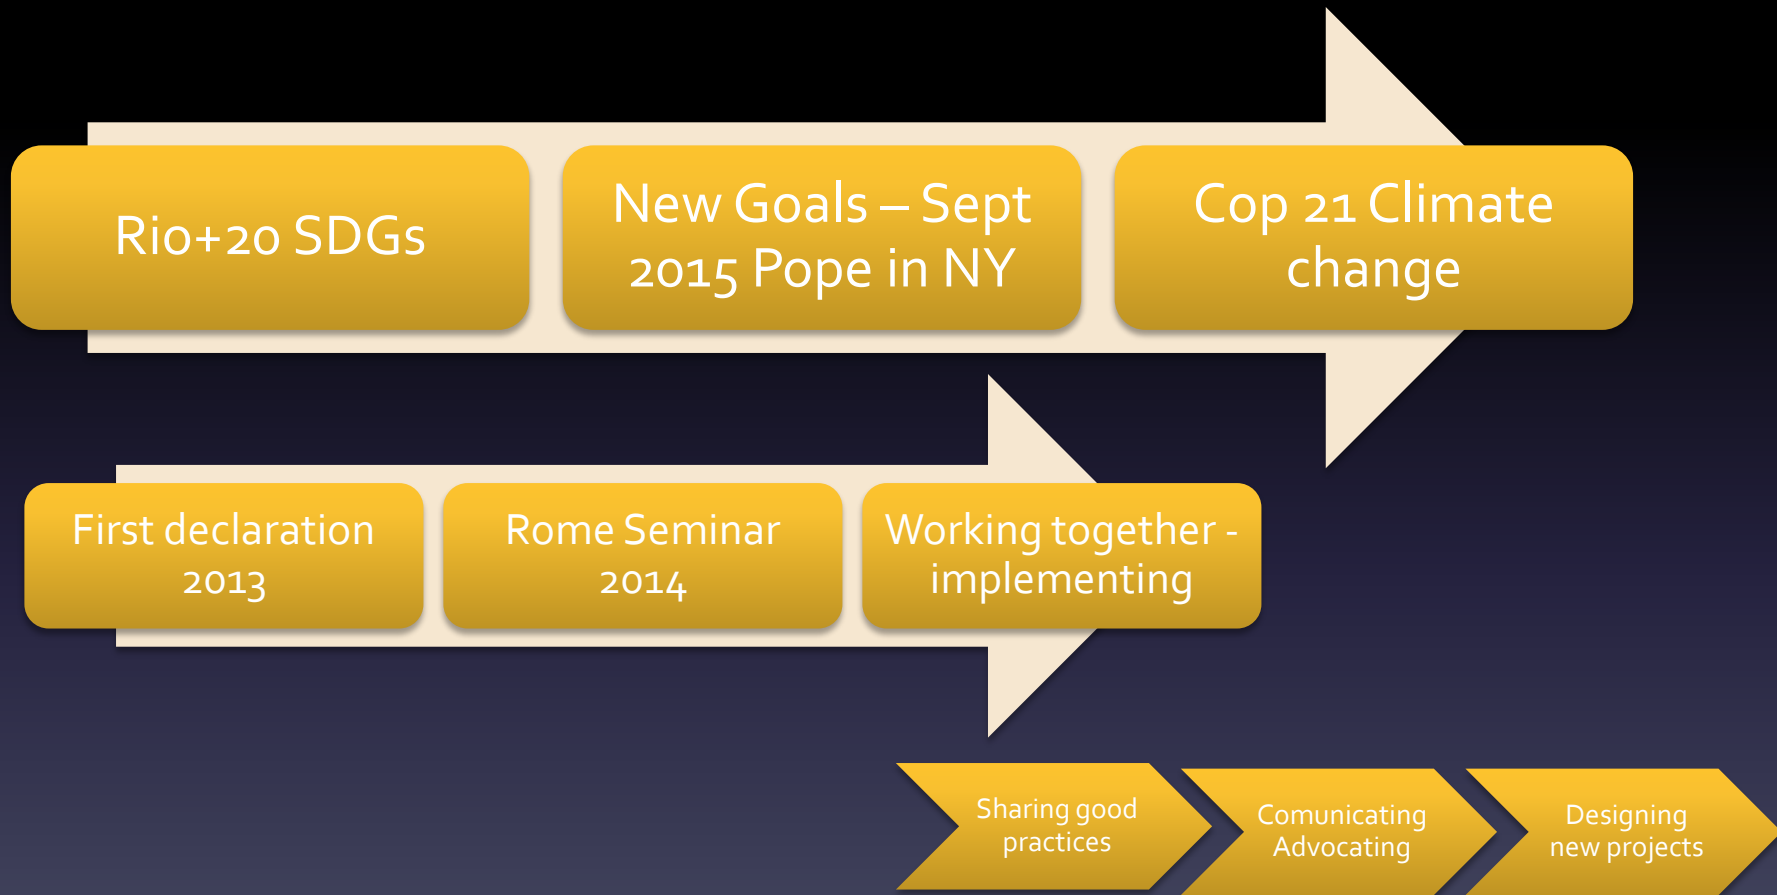 Rio+20 SDGs
New Goals – Sept
2015 Pope in NY
Cop 21 Climate
change
First declaration
2013
Rome Seminar
2014
Working together -
implementing
Sharing good
practices
Comunicating
Advocating
Designing
new projects